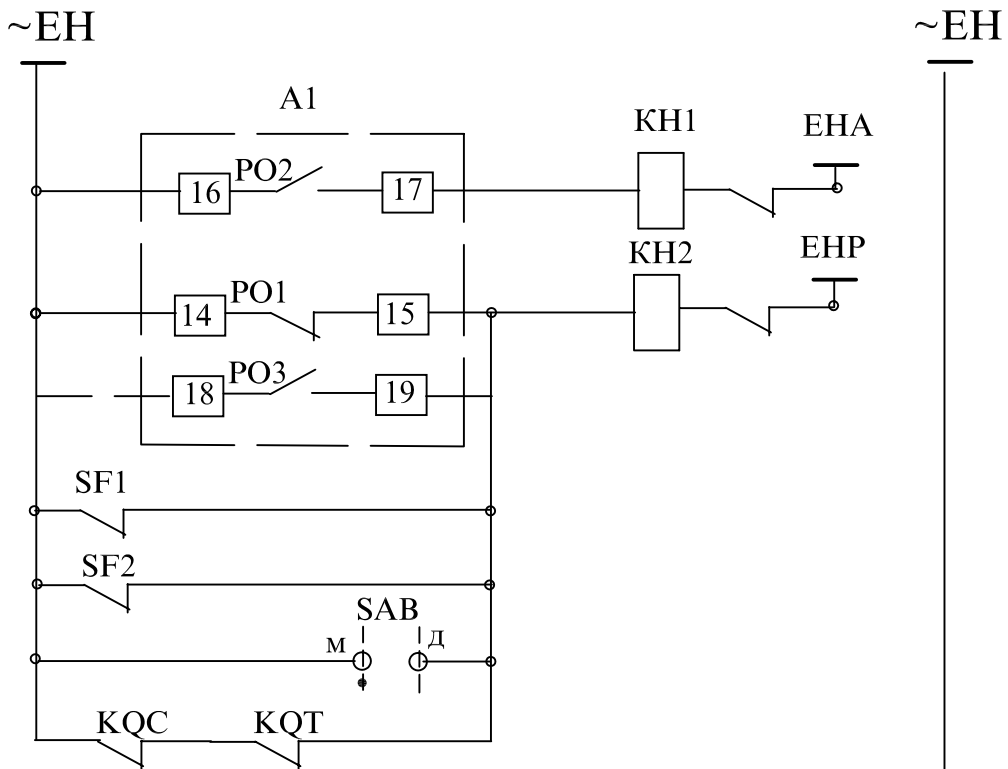 ~ЕН ~ЕН
А1
КН1
ЕНА
РО2
16 17
КН2
ЕНР
РО1
14 15
РО3
18 19
SF1
SF2
SAB
м д
KQC KQT